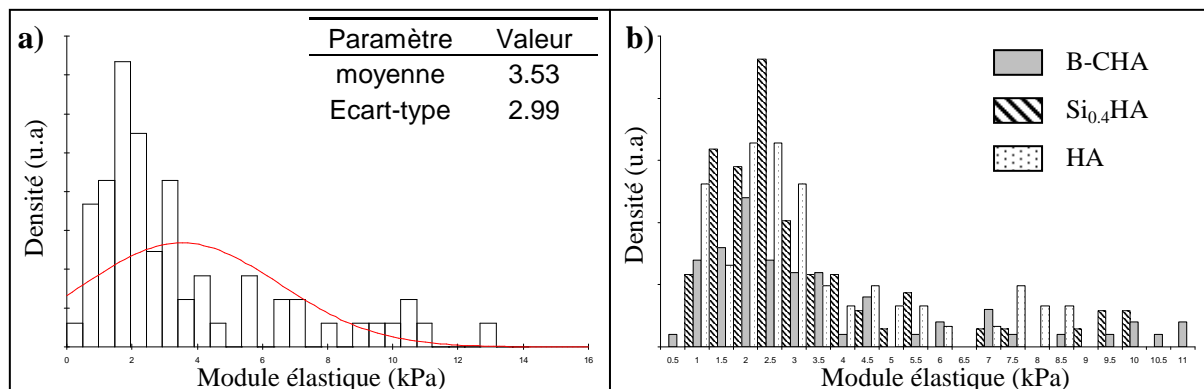 a)
Paramètre Valeur
moyenne 3.53
Ecart-type 2.99
Densité (u.a)
0 2 4 6 8 10 12 14 16
Module élastique (kPa)
b)
B-CHA
Si0.4HA
HA
Densité (u.a)
0.5 1 1.5 2 2.5 3 3.5 4 4.5 5 5.5 6 6.5 7 7.5 8 8.5 9 9.5 10 10.5 11
Module élastique (kPa)